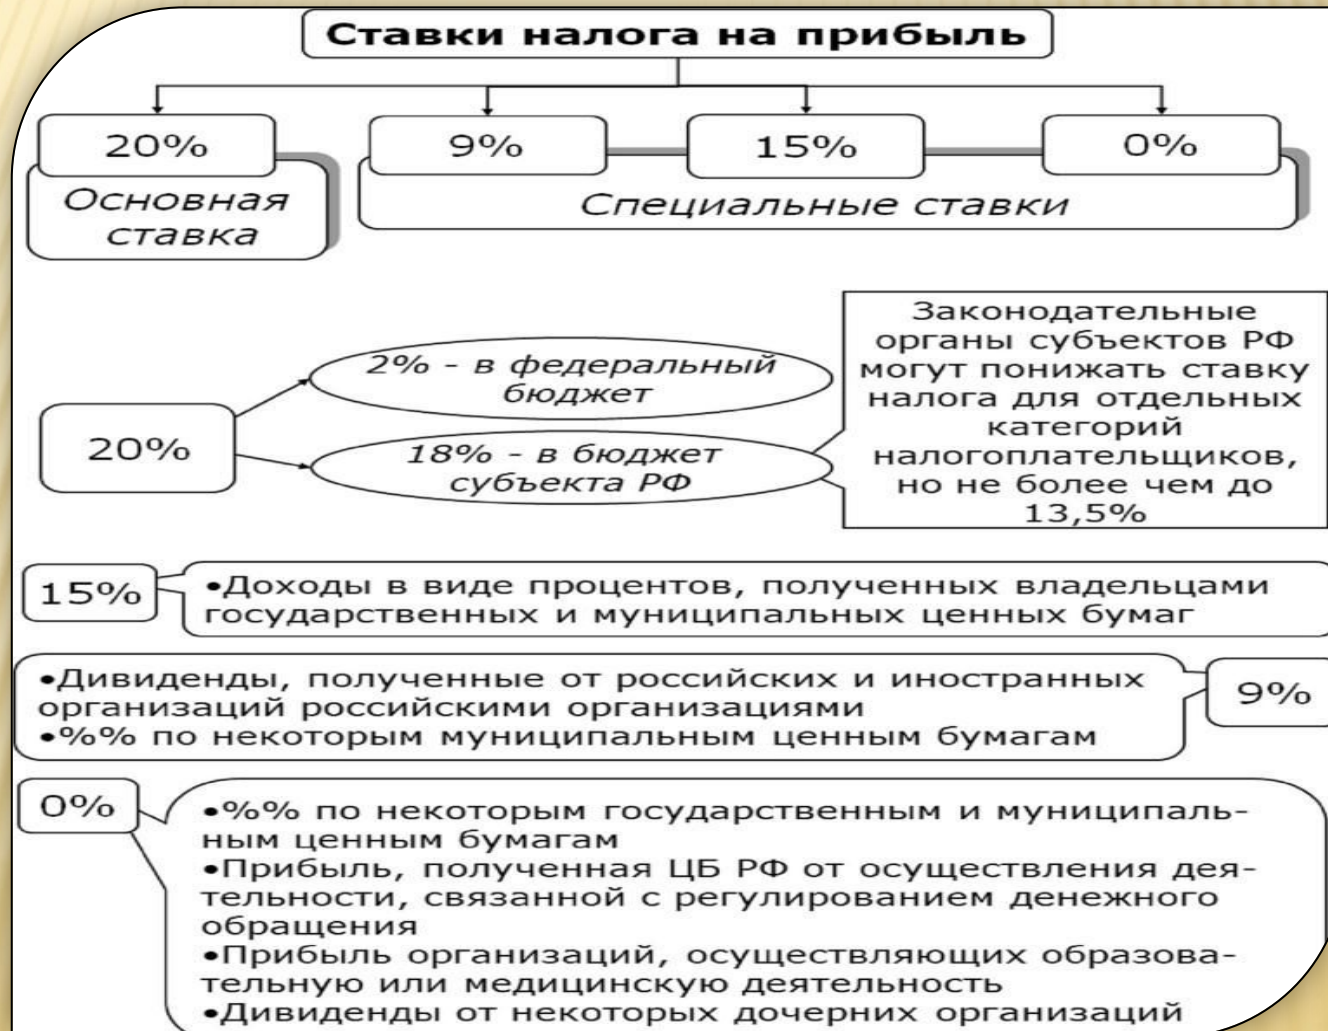 Ставки налога на прибыль
20%
9%
15%
0%
Основная
ставка
Специальные ставки
20%
2% - в федеральный
бюджет
18% - в бюджет
субъекта РФ
Законодательные
органы субъектов РФ
могут понижать ставку
налога для отдельных
категорий
налогоплательщиков,
но не более чем до
13,5%
15%
•Доходы в виде процентов, полученных владельцами
государственных и муниципальных ценных бумаг
•Дивиденды, полученные от российских и иностранных
организаций российскими организациями
•%% по некоторым муниципальным ценным бумагам
9%
0%
•%% по некоторым государственным и муниципаль-
ным ценным бумагам
•Прибыль, полученная ЦБ РФ от осуществления дея-
тельности, связанной с регулированием денежного
обращения
•Прибыль организаций, осуществляющих образова-
тельную или медицинскую деятельность
•Дивиденды от некоторых дочерних организаций